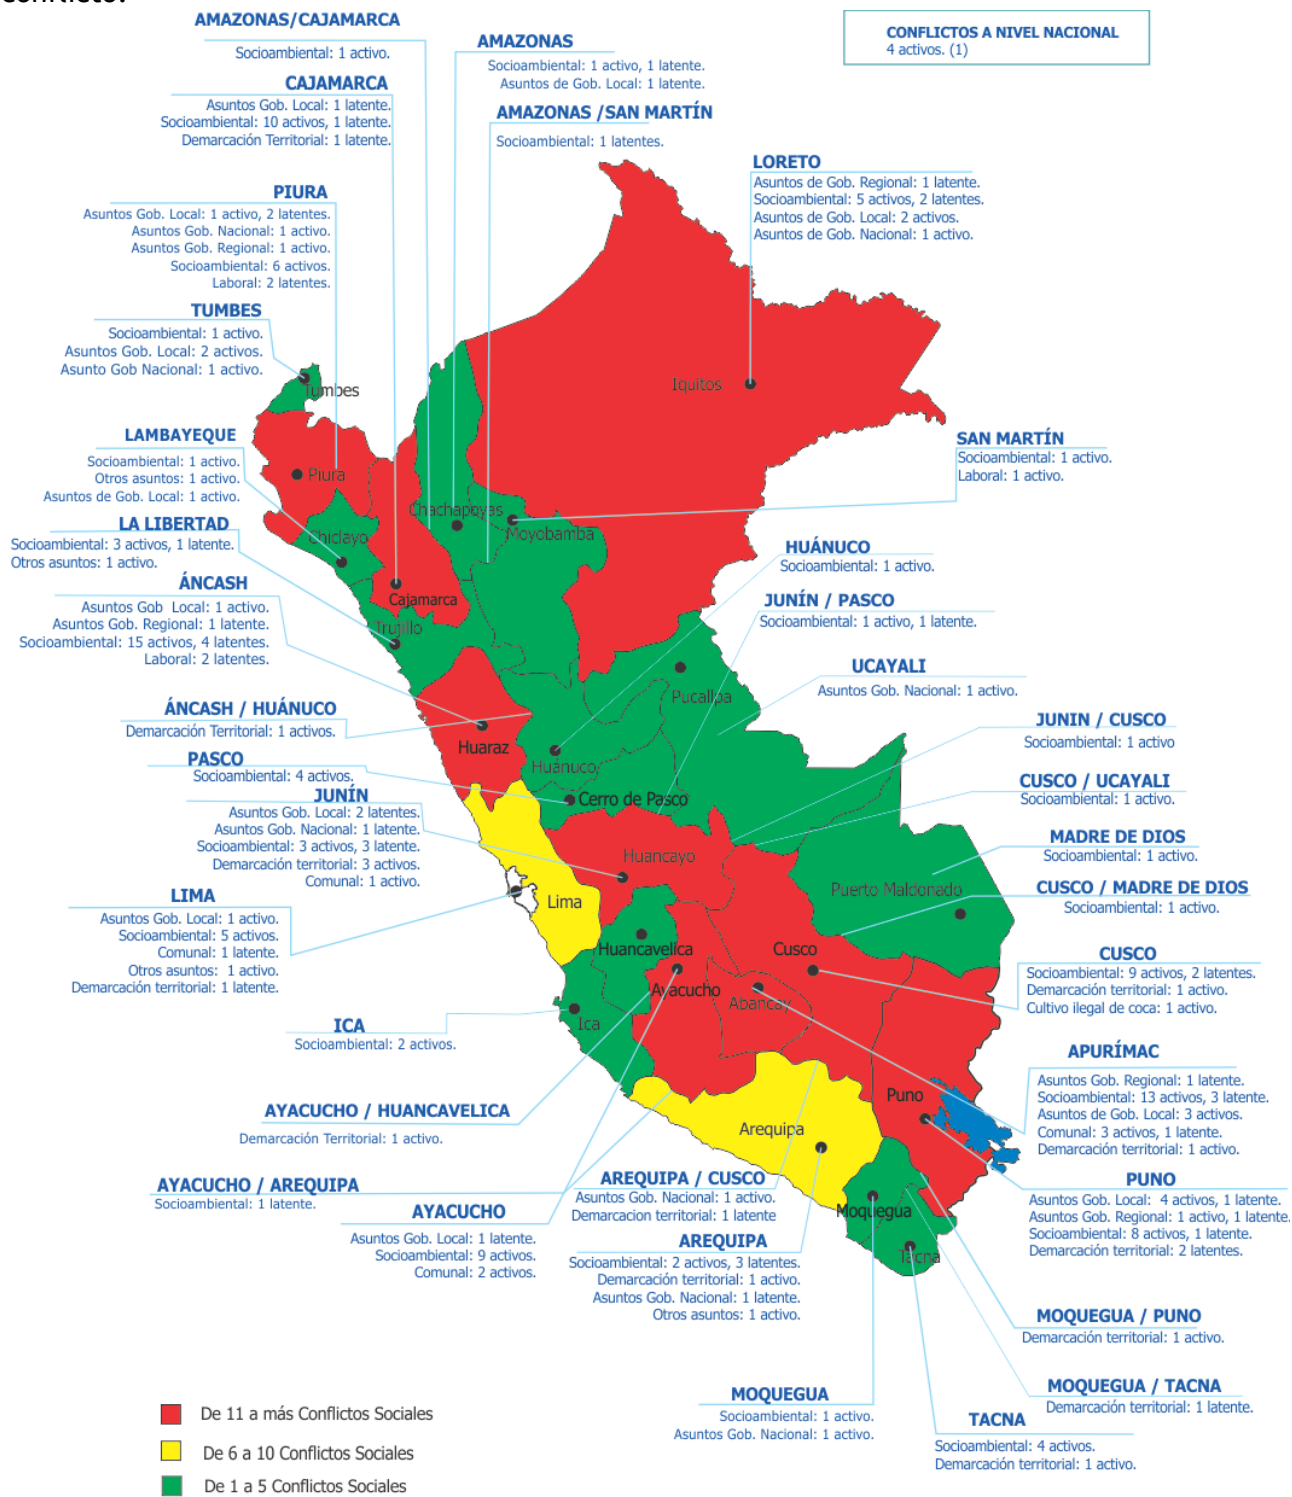 conflicto.
AMAZONAS/CAJAMARCA
Socioambiental: 1 activo.
CAJAMARCA
Asuntos Gob. Local: 1 latente.
Socioambiental: 10 activos, 1 latente.
Demarcación Territorial: 1 latente.
AMAZONAS
Socioambiental: 1 activo, 1 latente.
Asuntos de Gob. Local: 1 latente.
AMAZONAS /SAN MARTÍN
Socioambiental: 1 latentes.
CONFLICTOS A NIVEL NACIONAL
4 activos. (1)
LORETO
Asuntos de Gob. Regional: 1 latente.
Socioambiental: 5 activos, 2 latentes.
Asuntos de Gob. Local: 2 activos.
Asuntos de Gob. Nacional: 1 activo.
PIURA
Asuntos Gob. Local: 1 activo, 2 latentes.
Asuntos Gob. Nacional: 1 activo.
Asuntos Gob. Regional: 1 activo.
Socioambiental: 6 activos.
Laboral: 2 latentes.
TUMBES
Socioambiental: 1 activo.
Asuntos Gob. Local: 2 activos.
Asunto Gob Nacional: 1 activo.
LAMBAYEQUE
Socioambiental: 1 activo.
Otros asuntos: 1 activo.
Asuntos de Gob. Local: 1 activo.
LA LIBERTAD
Socioambiental: 3 activos, 1 latente.
Otros asuntos: 1 activo.
ÁNCASH
Asuntos Gob Local: 1 activo.
Asuntos Gob. Regional: 1 latente.
Socioambiental: 15 activos, 4 latentes.
Laboral: 2 latentes.
ÁNCASH / HUÁNUCO
Demarcación Territorial: 1 activos.
PASCO
Socioambiental: 4 activos.
JUNÍN
Asuntos Gob. Local: 2 latentes.
Asuntos Gob. Nacional: 1 latente.
Socioambiental: 3 activos, 3 latente.
Demarcación territorial: 3 activos.
Comunal: 1 activo.
LIMA
Asuntos Gob. Local: 1 activo.
Socioambiental: 5 activos.
Comunal: 1 latente.
Otros asuntos: 1 activo.
Demarcación territorial: 1 latente.
ICA
Socioambiental: 2 activos.
AYACUCHO / HUANCAVELICA
Demarcación Territorial: 1 activo.
AYACUCHO / AREQUIPA
Socioambiental: 1 latente.
AYACUCHO
Asuntos Gob. Local: 1 latente.
Socioambiental: 9 activos.
Comunal: 2 activos.
AREQUIPA / CUSCO
Asuntos Gob. Nacional: 1 activo.
Demarcacion territorial: 1 latente
AREQUIPA
Socioambiental: 2 activos, 3 latentes.
Demarcación territorial: 1 activo.
Asuntos Gob. Nacional: 1 latente.
Otros asuntos: 1 activo.
MOQUEGUA
Socioambiental: 1 activo.
Asuntos Gob. Nacional: 1 activo.
SAN MARTÍN
Socioambiental: 1 activo.
Laboral: 1 activo.
HUÁNUCO
Socioambiental: 1 activo.
JUNÍN / PASCO
Socioambiental: 1 activo, 1 latente.
UCAYALI
Asuntos Gob. Nacional: 1 activo.
JUNIN / CUSCO
Socioambiental: 1 activo
CUSCO / UCAYALI
Socioambiental: 1 activo.
MADRE DE DIOS
Socioambiental: 1 activo.
CUSCO / MADRE DE DIOS
Socioambiental: 1 activo.
CUSCO
Socioambiental: 9 activos, 2 latentes.
Demarcación territorial: 1 activo.
Cultivo ilegal de coca: 1 activo.
APURÍMAC
Asuntos Gob. Regional: 1 latente.
Socioambiental: 13 activos, 3 latente.
Asuntos de Gob. Local: 3 activos.
Comunal: 3 activos, 1 latente.
Demarcación territorial: 1 activo.
PUNO
Asuntos Gob. Local: 4 activos, 1 latente.
Asuntos Gob. Regional: 1 activo, 1 latente.
Socioambiental: 8 activos, 1 latente.
Demarcación territorial: 2 latentes.
MOQUEGUA / PUNO
Demarcación territorial: 1 activo.
MOQUEGUA / TACNA
Demarcación territorial: 1 latente.
TACNA
Socioambiental: 4 activos.
Demarcación territorial: 1 activo.
Tumbes
Iquitos
Piura
Chachapoyas
Moyobamba
Chiclayo
Cajamarca
Trujillo
Pucallpa
Huaraz
Huánuco
Cerro de Pasco
Huancayo
Puerto Maldonado
Lima
Huancavelica
Cusco
Ayacucho
Abancay
Ica
Puno
Arequipa
Moquegua
Tacna
De 11 a más Conflictos Sociales
De 6 a 10 Conflictos Sociales
De 1 a 5 Conflictos Sociales